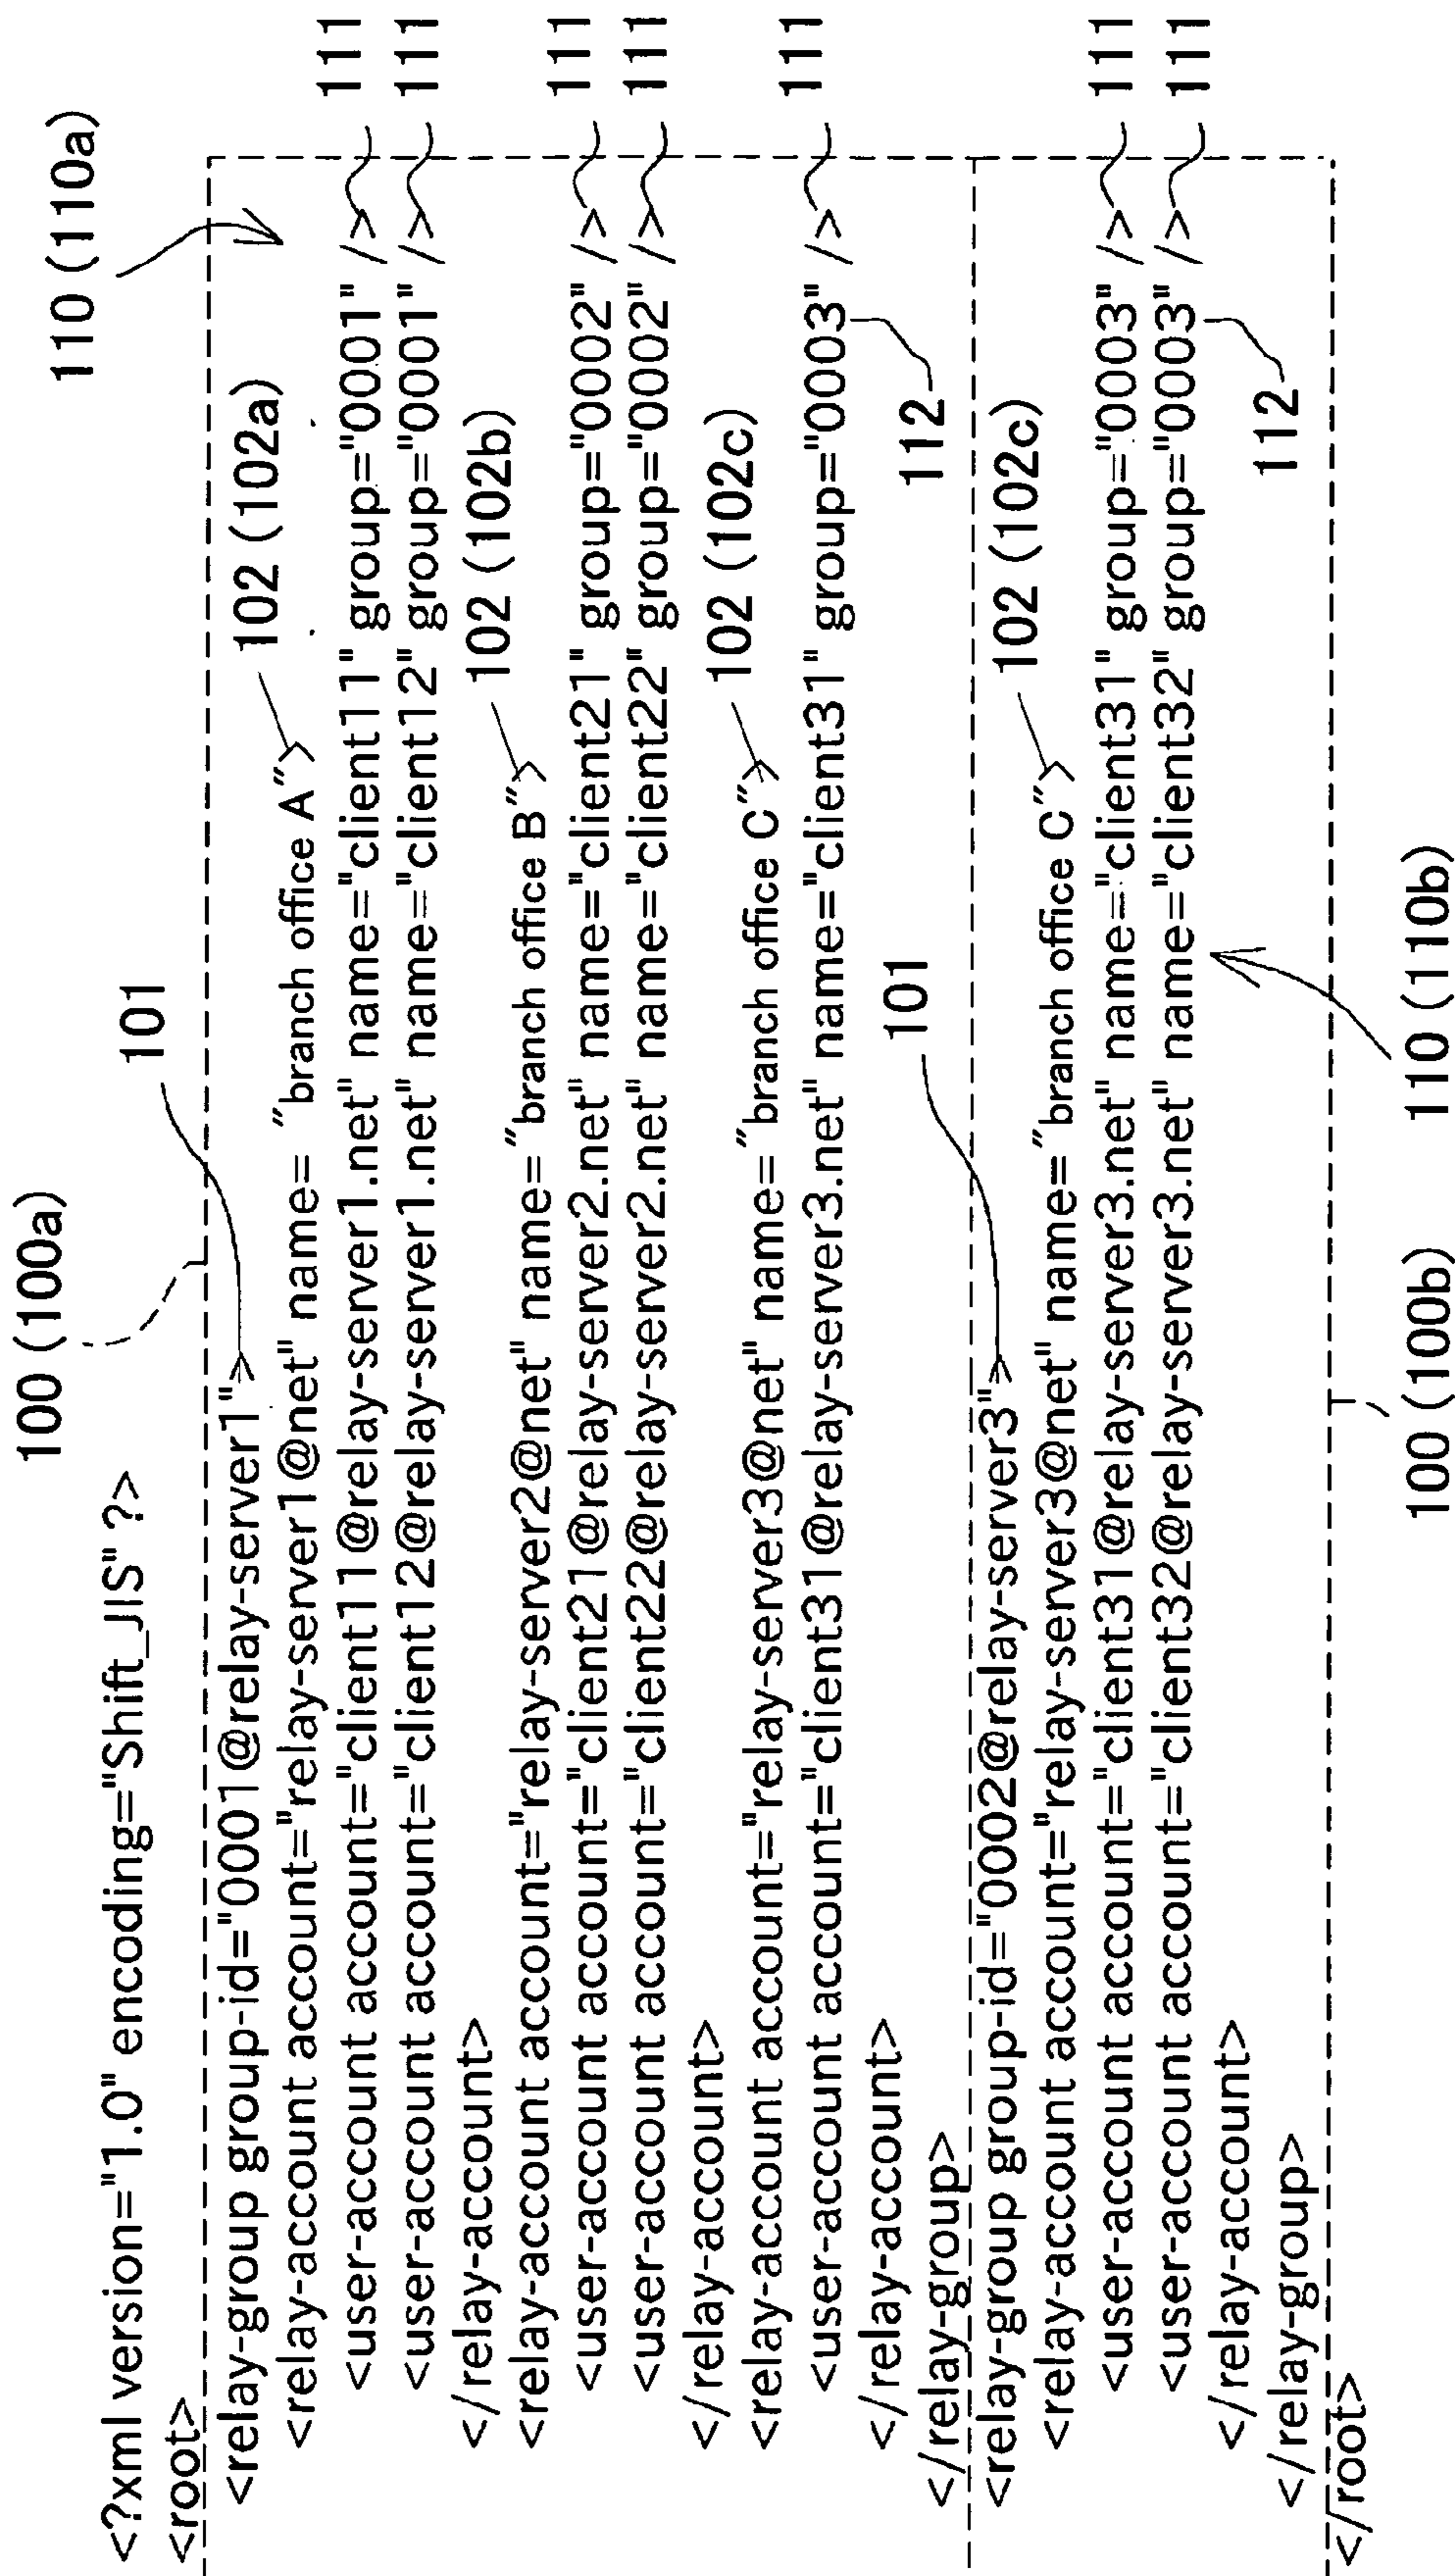 100 (100a)
110 (110a)
<?xml version="1.0" encoding="Shift_JIS" ?>
101
<root>
<relay-group group-id="0001@relay-server1">
102 (102a)
<relay-account account="relay-server1@net" name= "branch office A">
<user-account account="client11@relay-server1.net" name="client11" group="0001" /> 111
<user-account account="client12@relay-server1.net" name="client12" group="0001" /> 111
</relay-account>
102 (102b)
<relay-account account="relay-server2@net" name="branch office B">
<user-account account="client21@relay-server2.net" name="client21" group="0002" /> 111
<user-account account="client22@relay-server2.net" name="client22" group="0002" /> 111
</relay-account>
102 (102c)
<relay-account account="relay-server3@net" name="branch office C">
<user-account account="client31@relay-server3.net" name="client31" group="0003" /> 111
</relay-account>
101
112
</relay-group>
<relay-group group-id="0002@relay-server3">
102 (102c)
<relay-account account="relay-server3@net" name="branch office C">
<user-account account="client31@relay-server3.net" name="client31" group="0003" /> 111
<user-account account="client32@relay-server3.net" name="client32" group="0003" /> 111
</relay-account>
112
</relay-group>
</root>
100 (100b)
110 (110b)